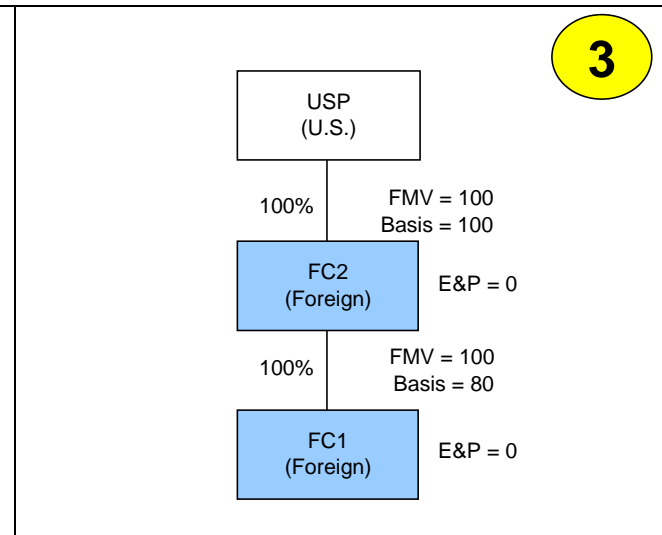 3
USP
(U.S.)
100%
FMV = 100
Basis = 100
FC2
(Foreign)
E&P = 0
100%
FMV = 100
Basis = 80
FC1
(Foreign)
E&P = 0